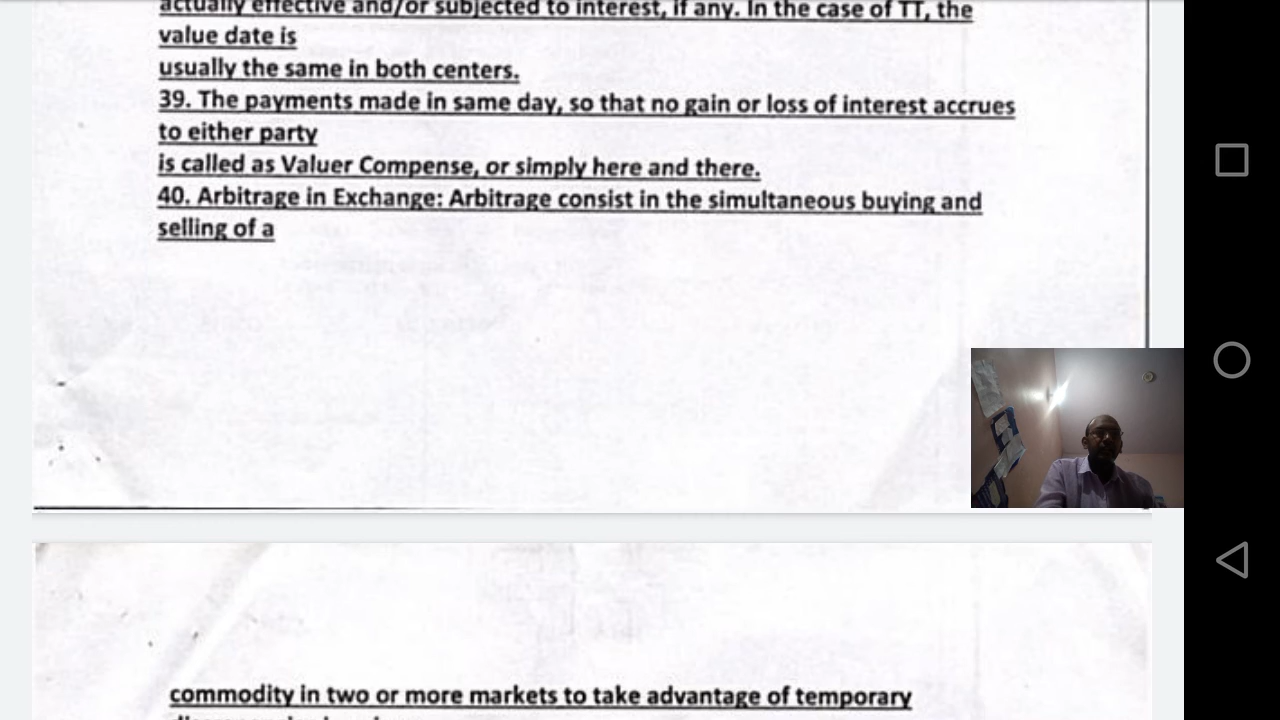 actually effective and/or subjected to interest, if any. In the case of TT, the
value date is
usually the same in both centers.
39. The payments made in same day, so that no gain or loss of interest accrues
to either party
is called as Valuer Compense, or simply here and there.
40. Arbitrage in Exchange: Arbitrage consist in the simultaneous buying and
selling of a
commodity in two or more markets to take advantage of temporary